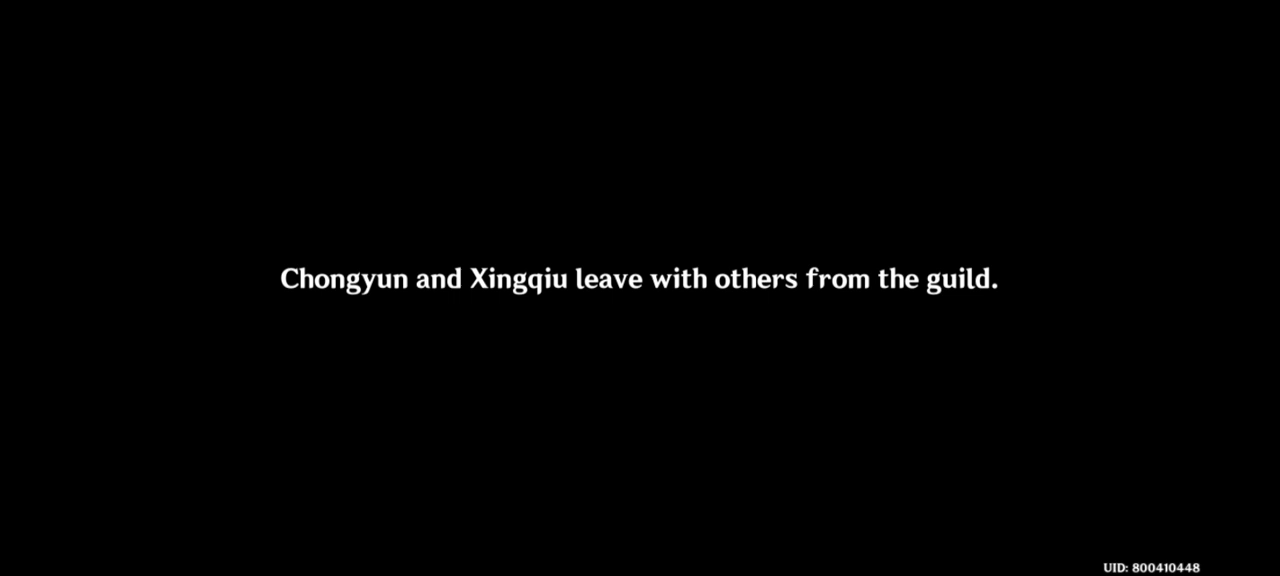 Chongyun and Xingqiu leave with others from the guild.
UID: 800410448